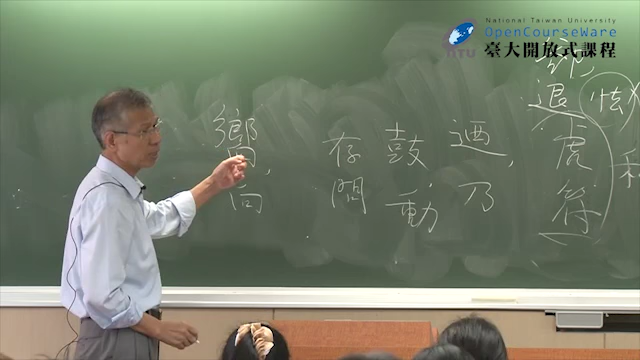 National Taiwan University
OpenCourseWare
臺大開放式課程
NTU
退怯
虎符
迺,乃
鼓動
存問
嚮,向